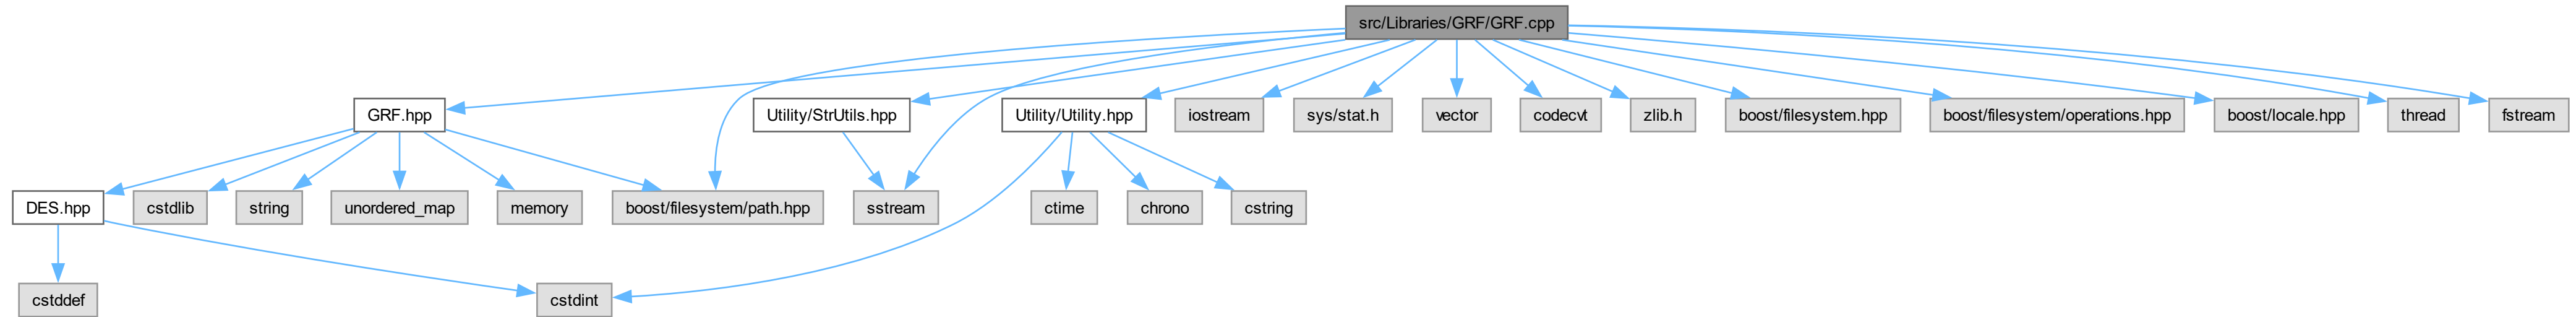 src/Libraries/GRF/GRF.cpp
GRF.hpp
Utility/StrUtils.hpp
Utility/Utility.hpp
iostream
sys/stat.h
vector
codecvt
zlib.h
boost/filesystem.hpp
boost/filesystem/operations.hpp
boost/locale.hpp
thread
fstream
DES.hpp
cstdlib
string
unordered_map
memory
boost/filesystem/path.hpp
sstream
ctime
chrono
cstring
cstddef
cstdint